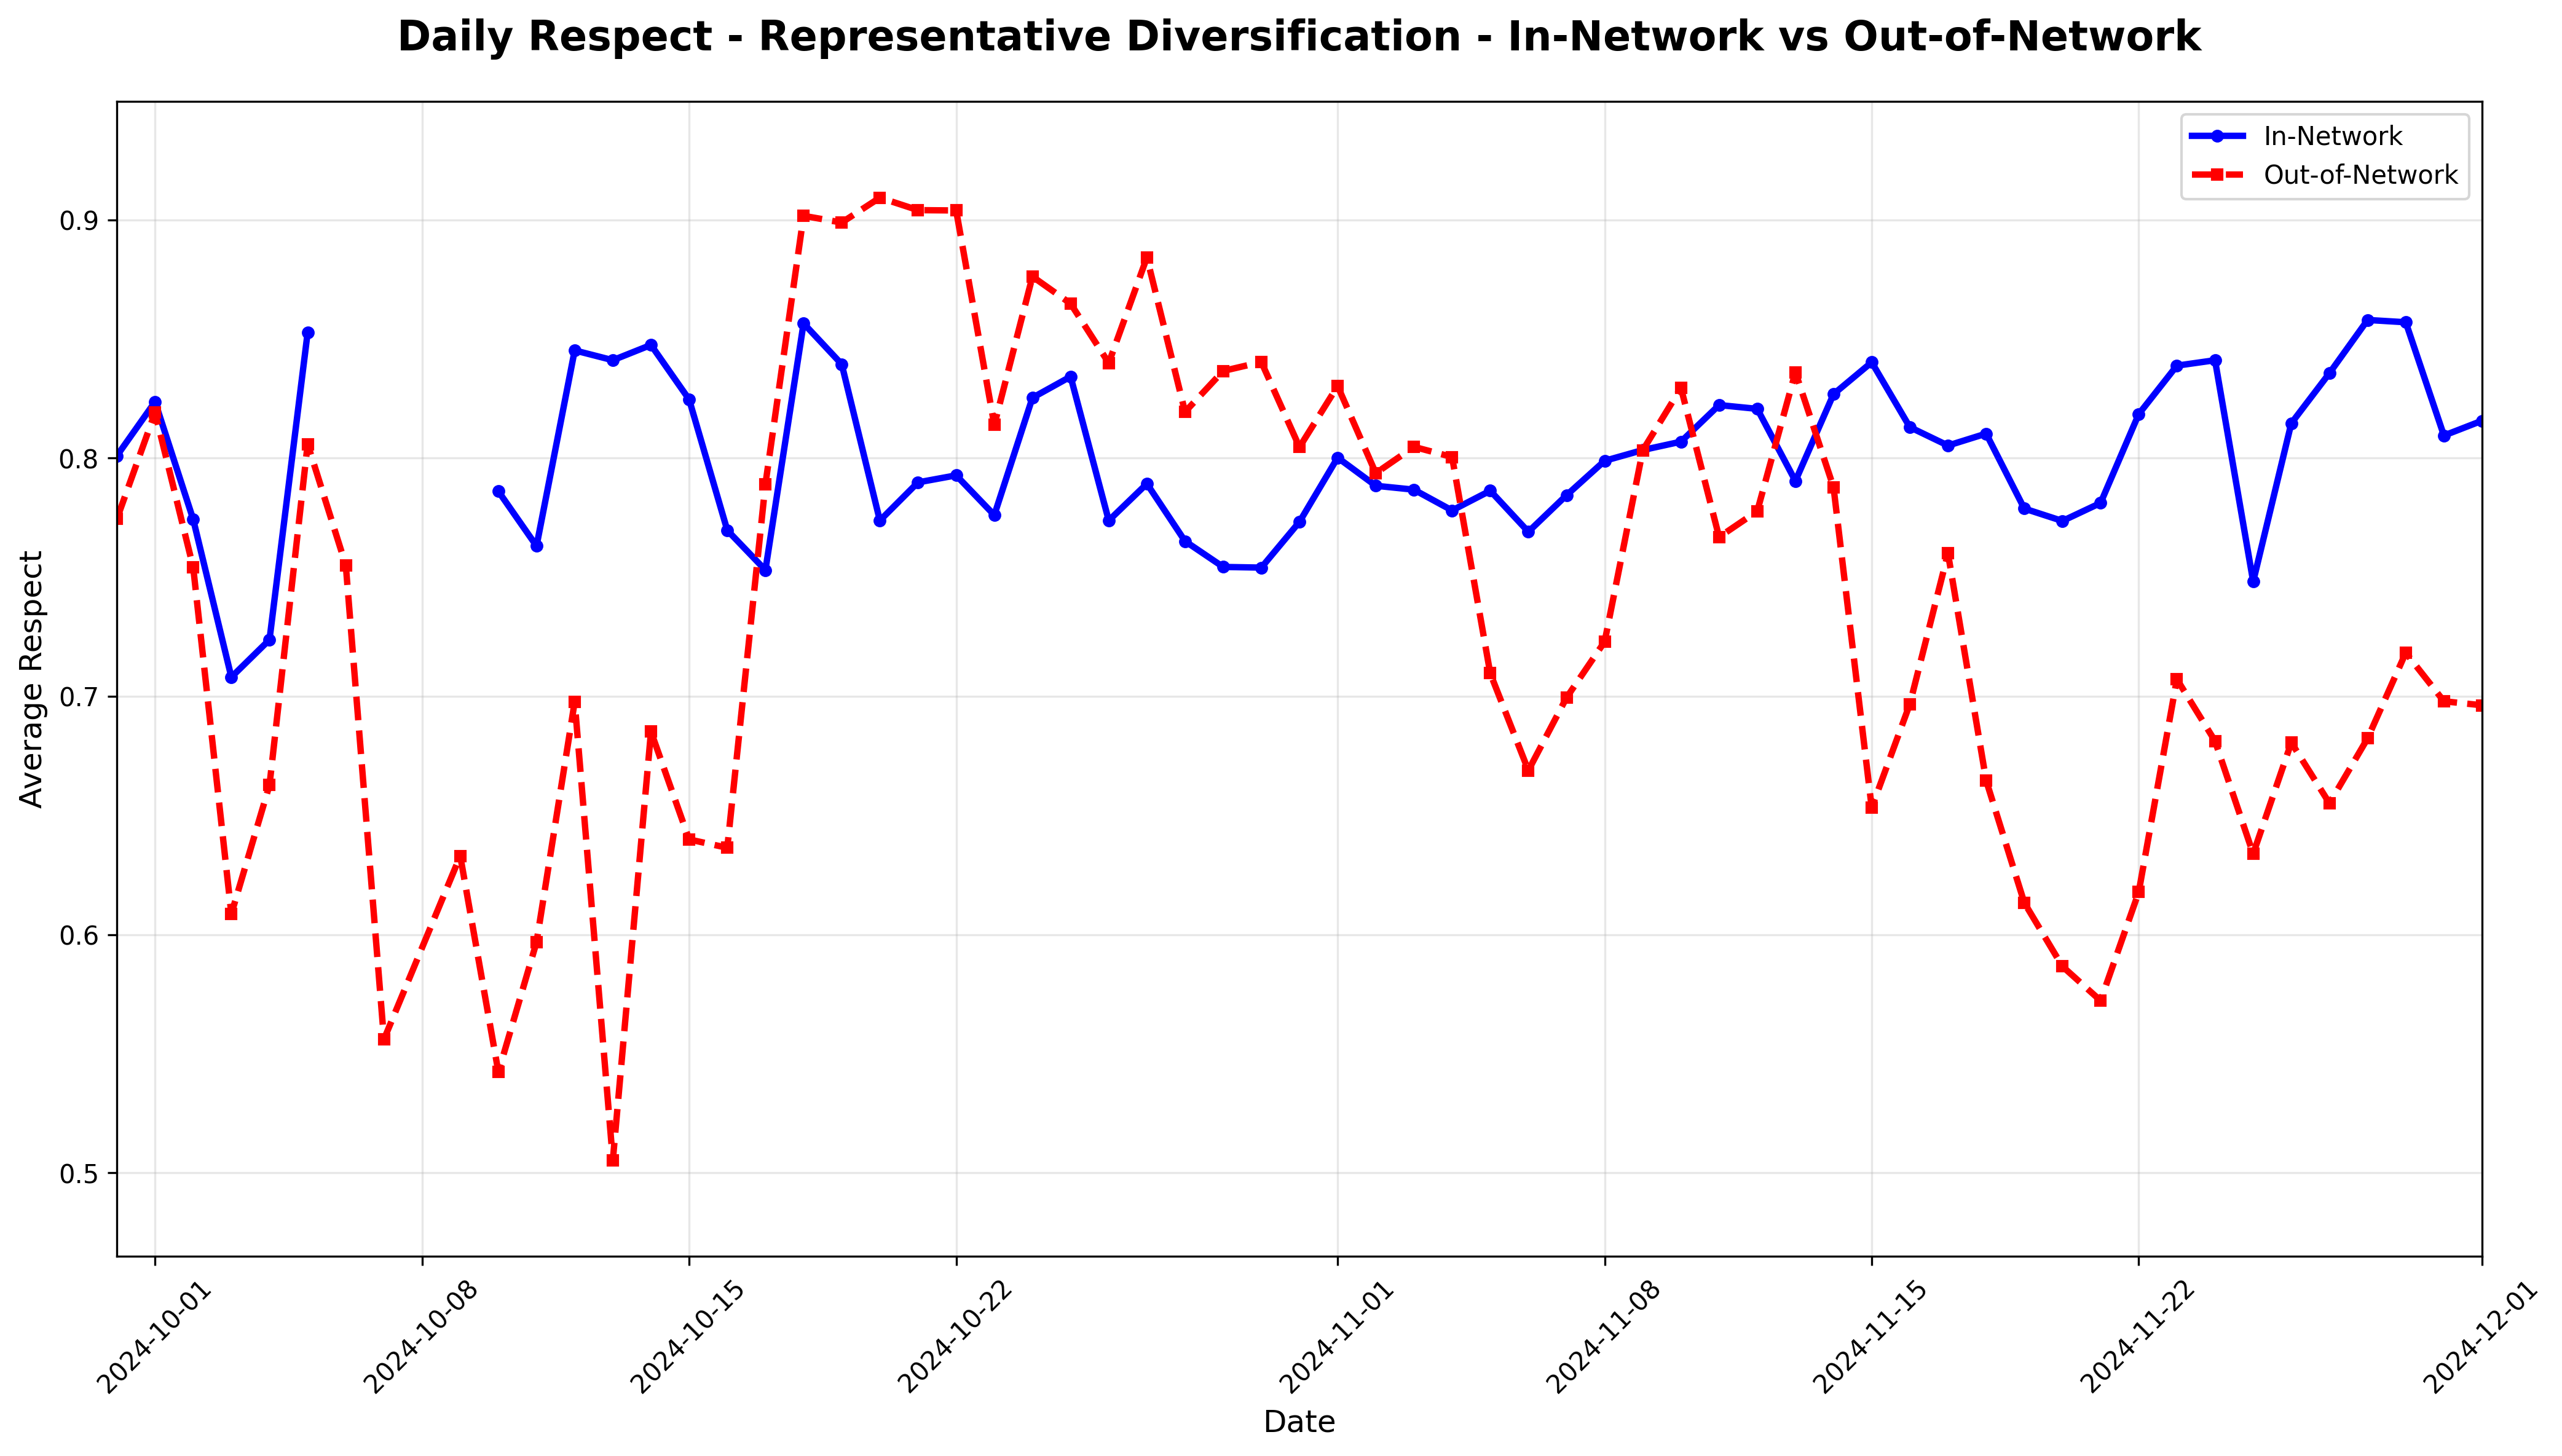 Daily Respect - Representative Diversification - In-Network vs Out-of-Network
In-Network
Out-of-Network
Average Respect
0.9
0.8
0.7
0.6
0.5
2024-10-01
2024-10-08
2024-10-15
2024-10-22
2024-11-01
2024-11-08
2024-11-15
2024-11-22
2024-12-01
Date